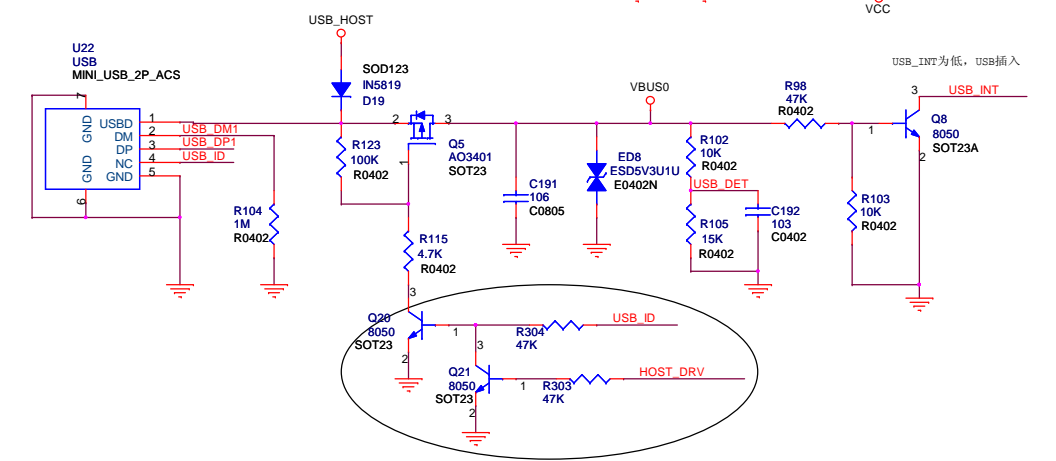 VCC
USB_HOST
U22
USB
MINI_USB_2P_ACS
7
GND
GND
6
USBD
DM
DP
NC
GND
1
2
3
4
5
USB_DM1
USB_DP1
USB_ID
R104
1M
R0402
SOD123
IN5819
D19
R123
100K
R0402
2
3
1
Q5
AO3401
SOT23
R115
4.7K
R0402
C191
106
C0805
ED8
ESD5V3U1U
E0402N
VBUS0
R102
10K
R0402
USB_DET
R105
15K
R0402
C192
103
C0402
R98
47K
R0402
R103
10K
R0402
USB_INT为低，USB插入
USB_INT
3
1
2
Q8
8050
SOT23A
3
Q20
8050
SOT23
2
1
R304
47K
USB_ID
3
Q21
8050
SOT23
2
1
R303
47K
HOST_DRV